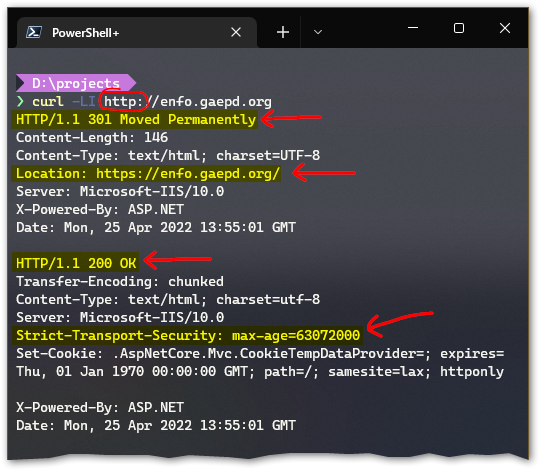 PowerShell+
D:\projects
❯ curl -LI http://enfo.gaepd.org
HTTP/1.1 301 Moved Permanently
Content-Length: 146
Content-Type: text/html; charset=UTF-8
Location: https://enfo.gaepd.org/
Server: Microsoft-IIS/10.0
X-Powered-By: ASP.NET
Date: Mon, 25 Apr 2022 13:55:01 GMT
HTTP/1.1 200 OK
Transfer-Encoding: chunked
Content-Type: text/html; charset=utf-8
Server: Microsoft-IIS/10.0
Strict-Transport-Security: max-age=63072000
Set-Cookie: .AspNetCore.Mvc.CookieTempDataProvider=; expires=
Thu, 01 Jan 1970 00:00:00 GMT; path=/; samesite=lax; httponly
X-Powered-By: ASP.NET
Date: Mon, 25 Apr 2022 13:55:01 GMT